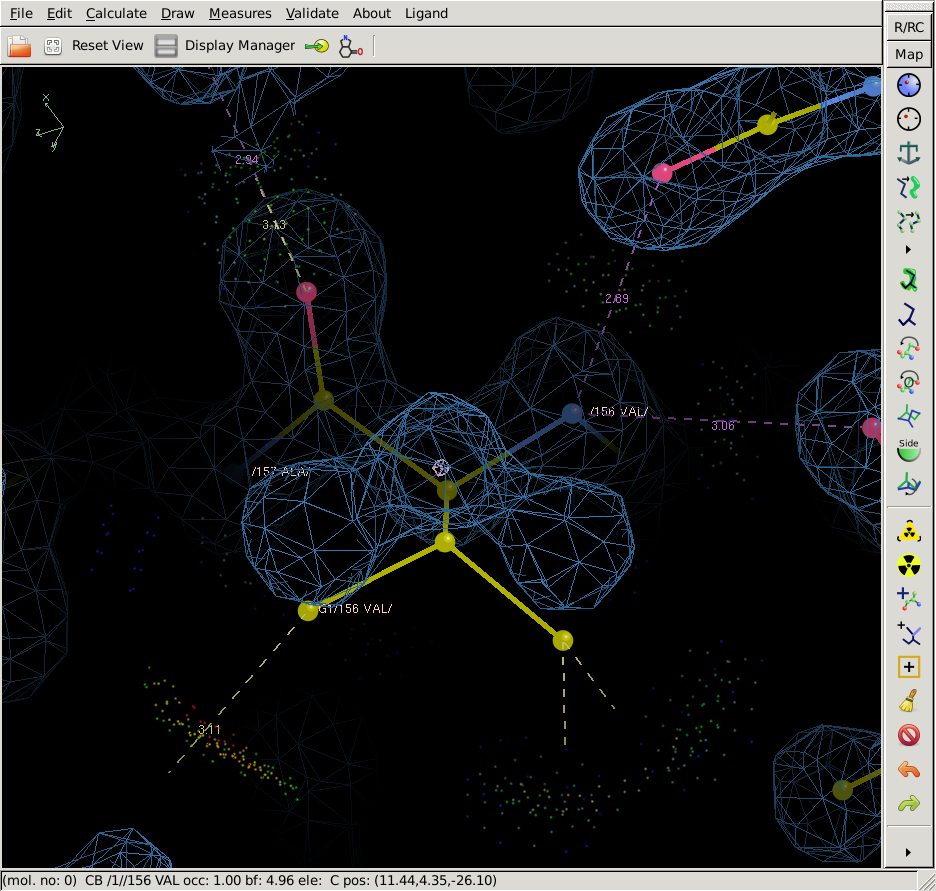 File Edit Calculate Draw Measures Validate About Ligand
Reset View Display Manager
R/RC
Map
x
z
y
2.94
3.13
2.89
/156 VAL/
3.06
/157 ALA/
G1/156 VAL/
3.11
Side
(mol. no: 0) CB /1//156 VAL occ: 1.00 bf: 4.96 ele: C pos: (11.44,4.35,-26.10)